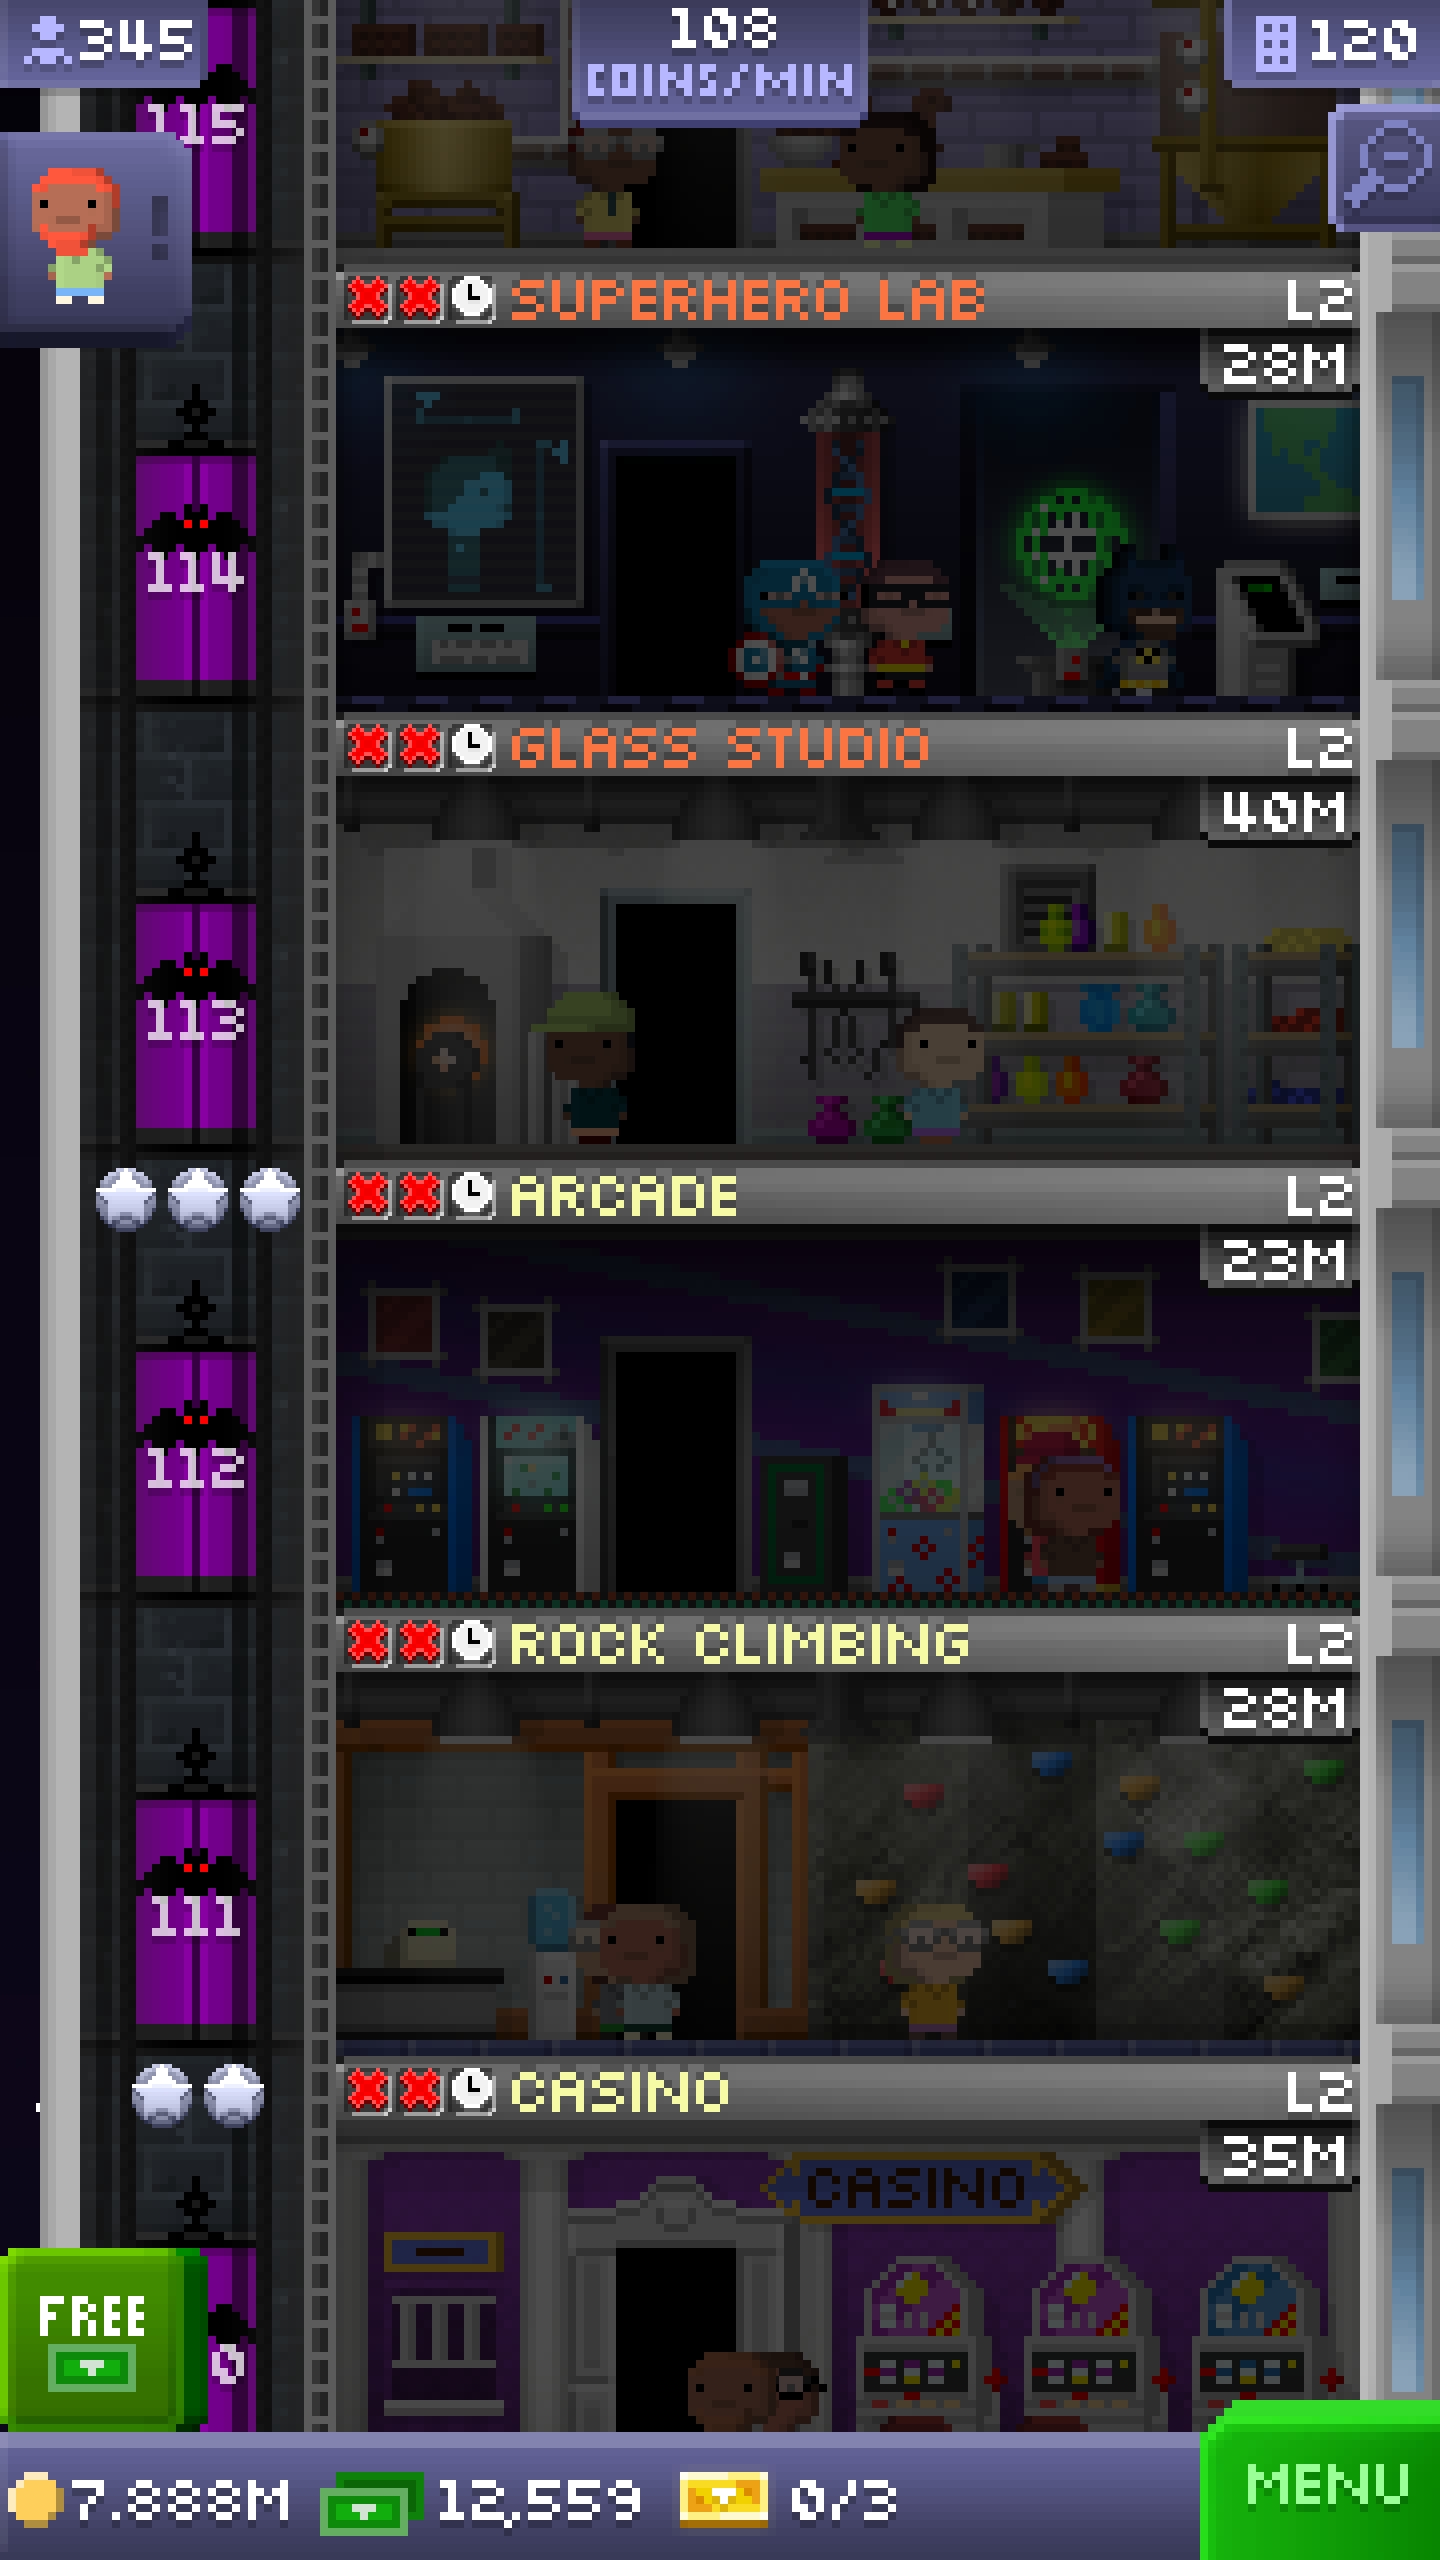 345
108
COINS/MIN
120
115
SUPERHERO LAB
L2
28M
114
GLASS STUDIO
L2
40M
113
ARCADE
L2
23M
112
ROCK CLIMBING
L2
28M
111
CASINO
L2
35M
CASINO
FREE
0
7.888M
12,559
0/3
MENU